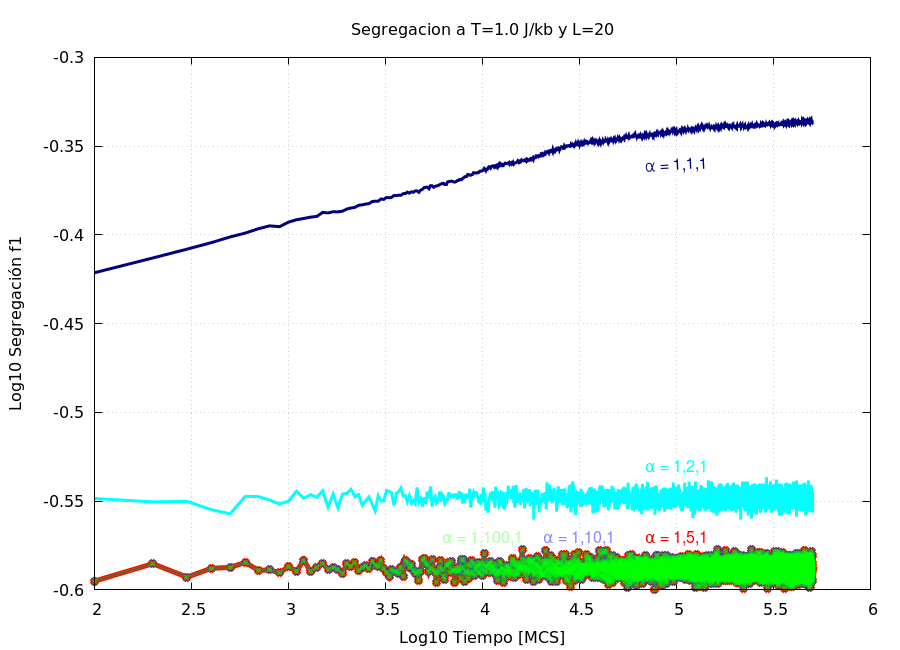 Segregacion a T=1.0 J/kb y L=20
-0.3
-0.35
-0.4
-0.45
-0.5
-0.55
-0.6
Log10 Segregación f1
α = 1,1,1
α = 1,2,1
α = 1,100,1
α = 1,10,1
α = 1,5,1
2
2.5
3
3.5
4
4.5
5
5.5
6
Log10 Tiempo [MCS]